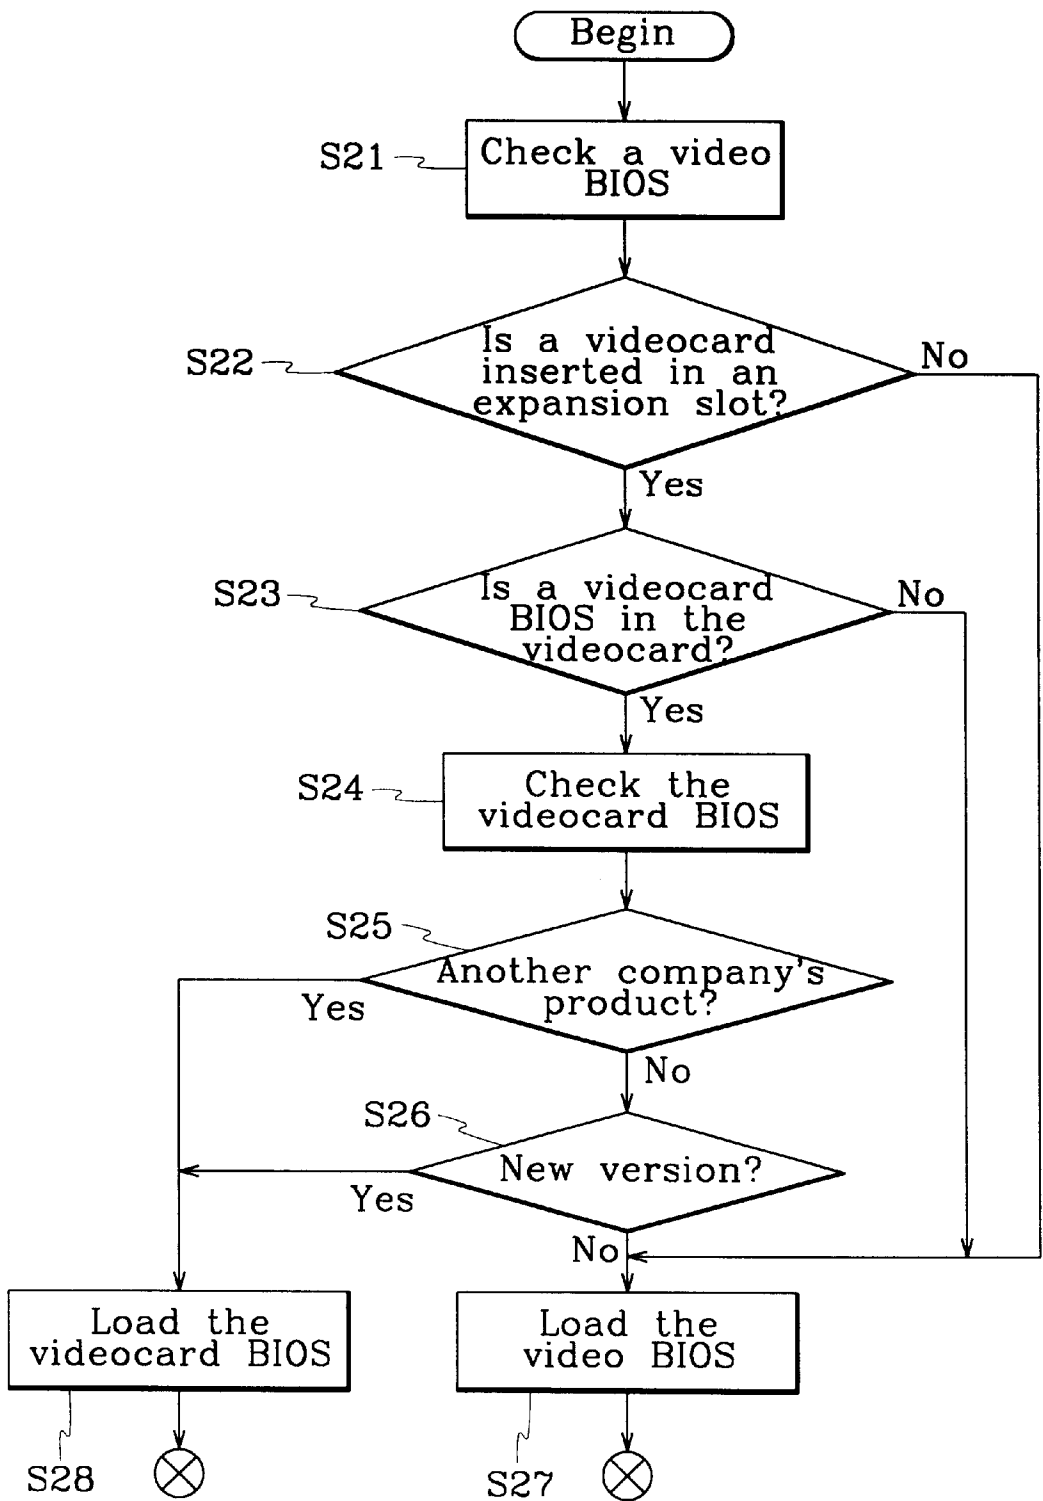 Begin
S21
Check a video
BIOS
S22
Is a videocard
inserted in an
expansion slot?
No
Yes
S23
Is a videocard
BIOS in the
videocard?
No
Yes
S24
Check the
videocard BIOS
S25
Another company's
product?
Yes
No
S26
New version?
Yes
No
Load the
videocard BIOS
Load the
video BIOS
S28
S27